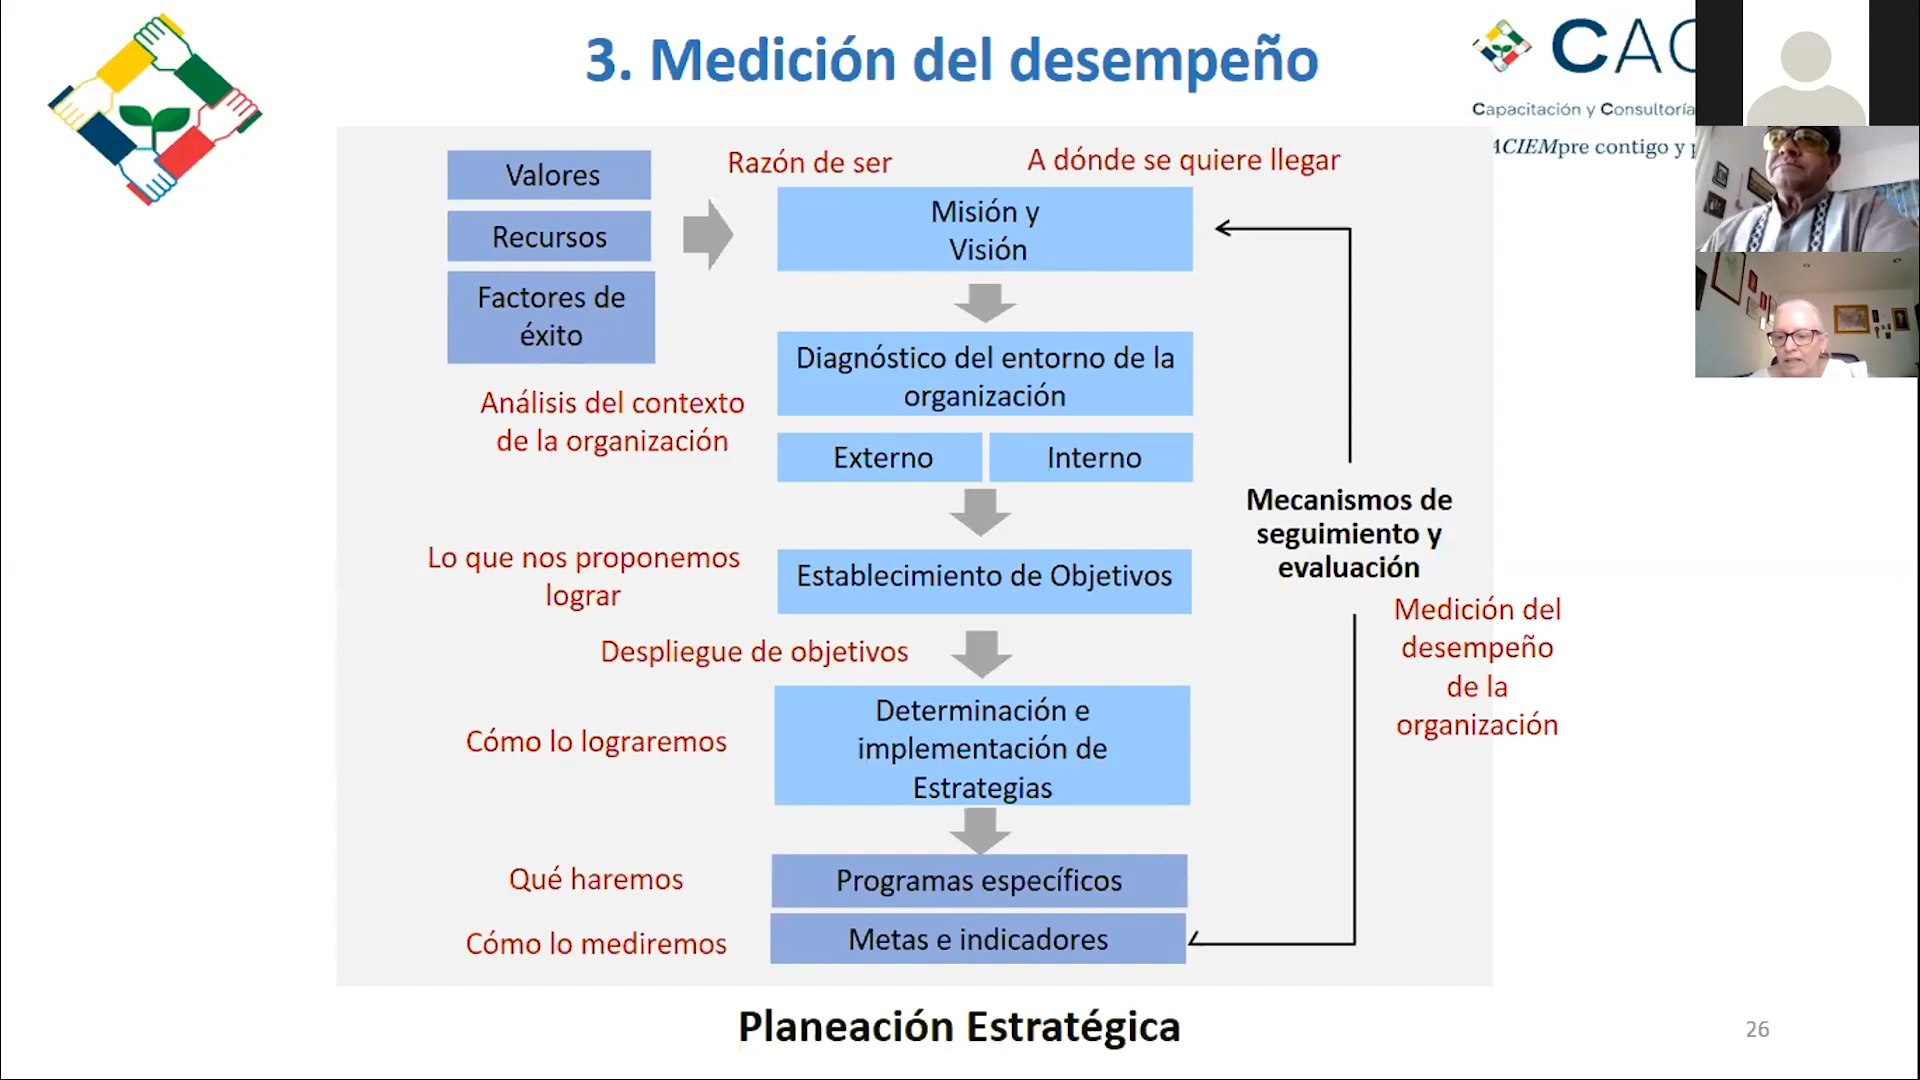 3. Medición del desempeño
CAC
Capacitación y Consultoría
ACIEMpre contigo y p
Valores
Recursos
Factores de
éxito
Razón de ser
A dónde se quiere llegar
Misión y
Visión
Diagnóstico del entorno de la
organización
Análisis del contexto
de la organización
Externo
Interno
Mecanismos de
seguimiento y
evaluación
Lo que nos proponemos
lograr
Establecimiento de Objetivos
Medición del
desempeño
de la
organización
Despliegue de objetivos
Cómo lo lograremos
Determinación e
implementación de
Estrategias
Qué haremos
Programas específicos
Cómo lo mediremos
Metas e indicadores
Planeación Estratégica
26